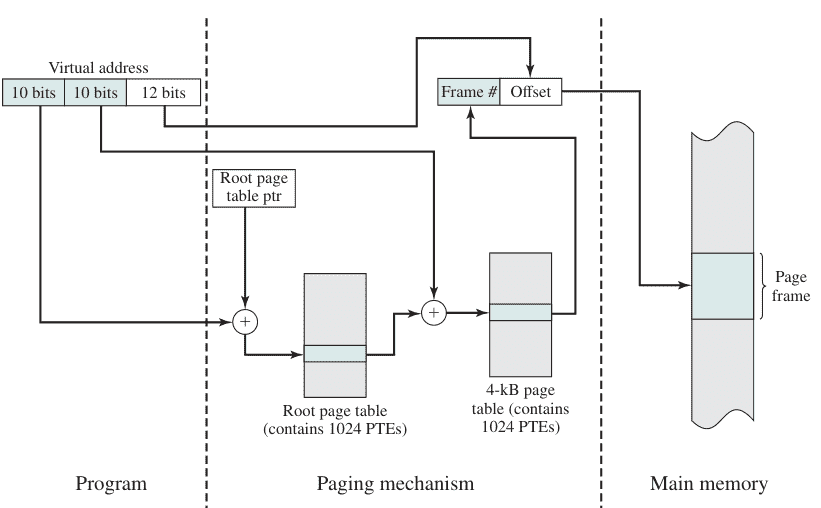 Virtual address
10 bits
10 bits
12 bits
Frame #
Offset
Root page
table ptr
+
+
Root page table
(contains 1024 PTEs)
4-kB page
table (contains
1024 PTEs)
Page
frame
Program
Paging mechanism
Main memory